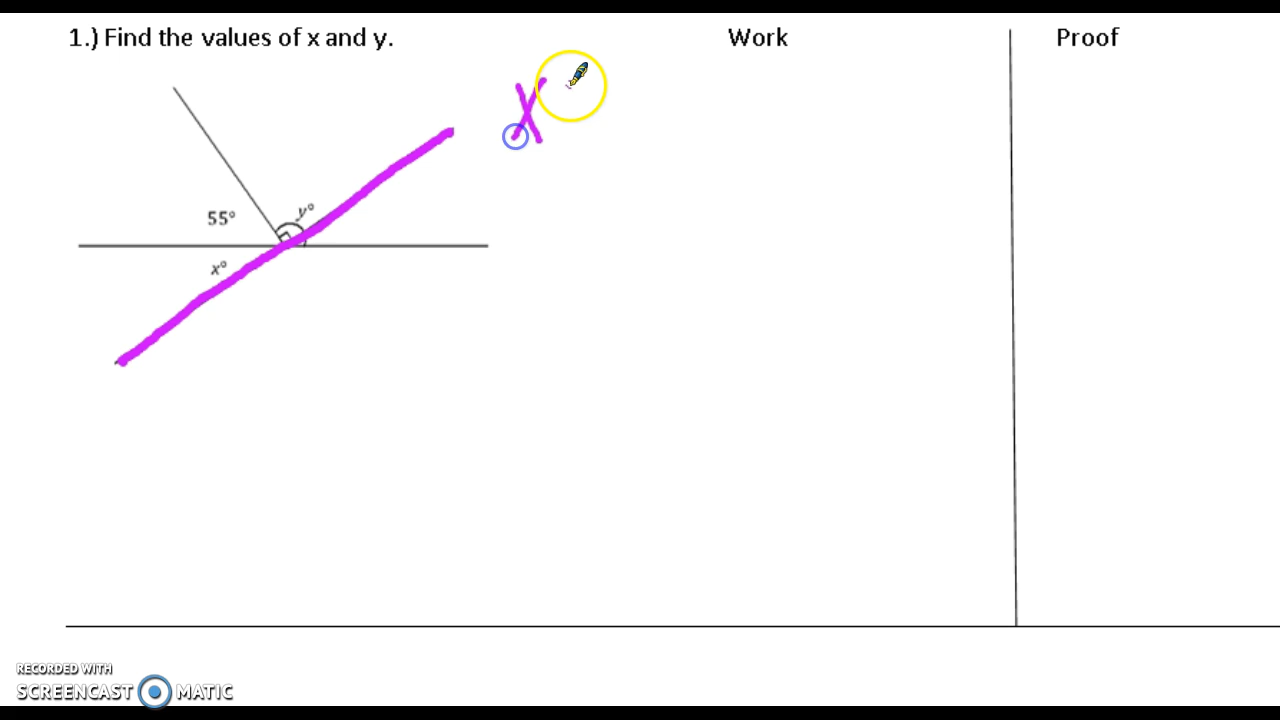 1.) Find the values of x and y.
Work
Proof
X
y°
55°
x°
RECORDED WITH
SCREENCAST MATIC